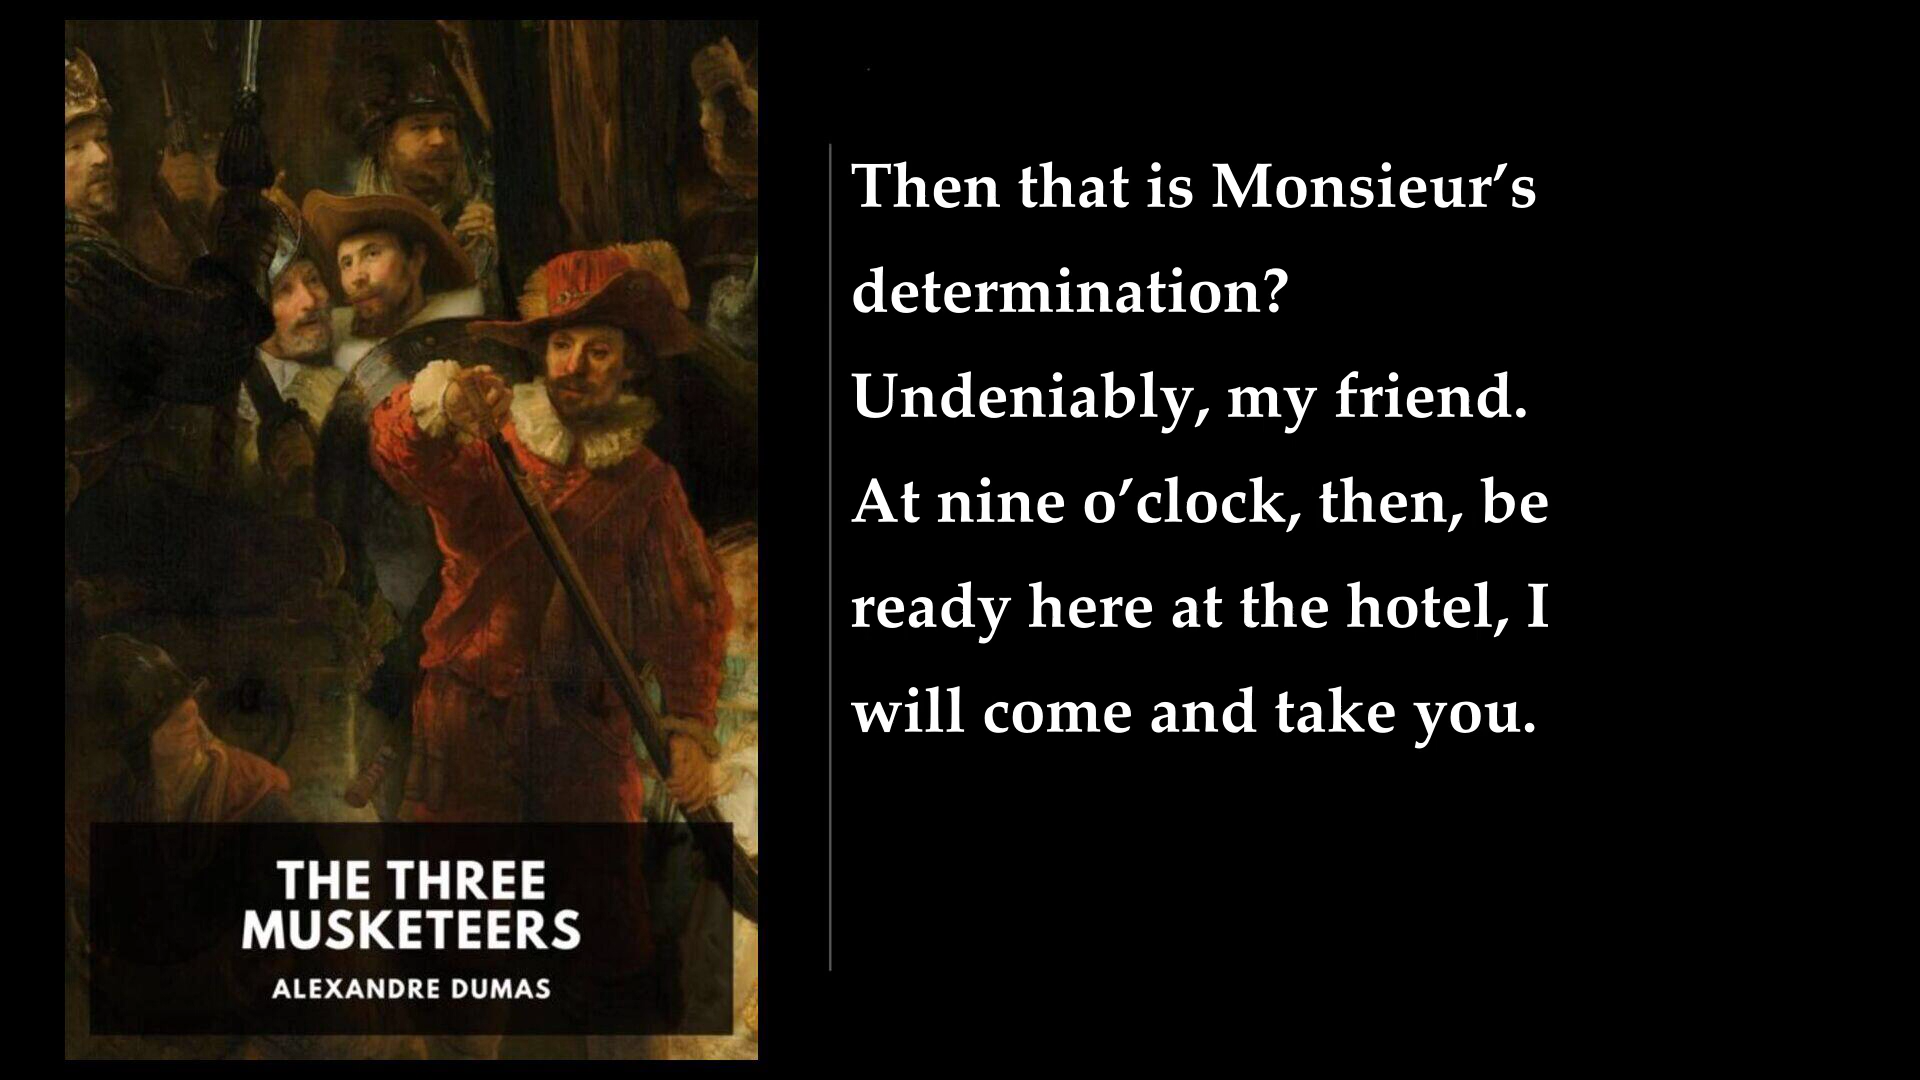 THE THREE
MUSKETEERS
ALEXANDRE DUMAS
Then that is Monsieur’s
determination?
Undeniably, my friend.
At nine o’clock, then, be
ready here at the hotel, I
will come and take you.